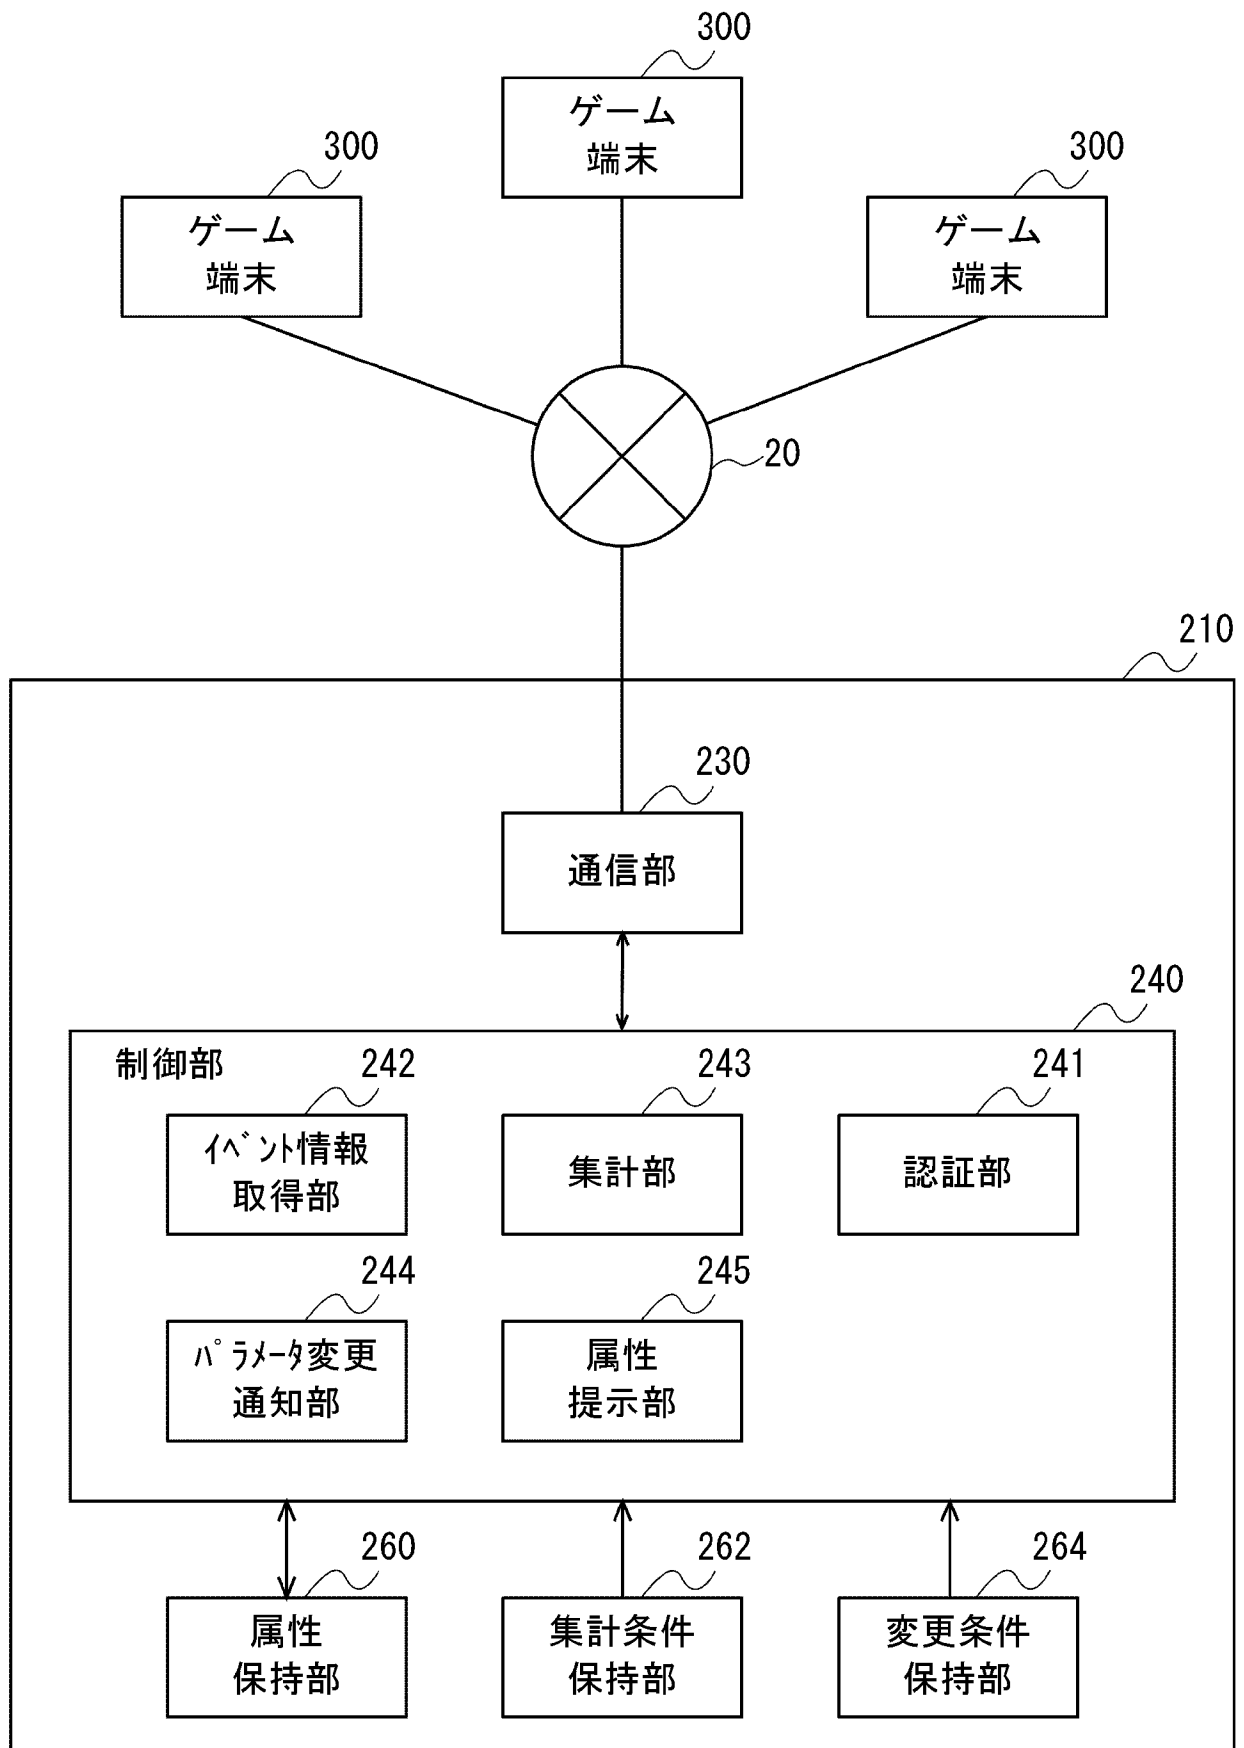 300
ゲーム
端末
300
ゲーム
端末
300
ゲーム
端末
20
210
230
通信部
240
制御部
242
ｲﾍﾞﾝﾄ情報
取得部
243
集計部
241
認証部
244
ﾊﾟﾗﾒｰﾀ変更
通知部
245
属性
提示部
260
属性
保持部
262
集計条件
保持部
264
変更条件
保持部